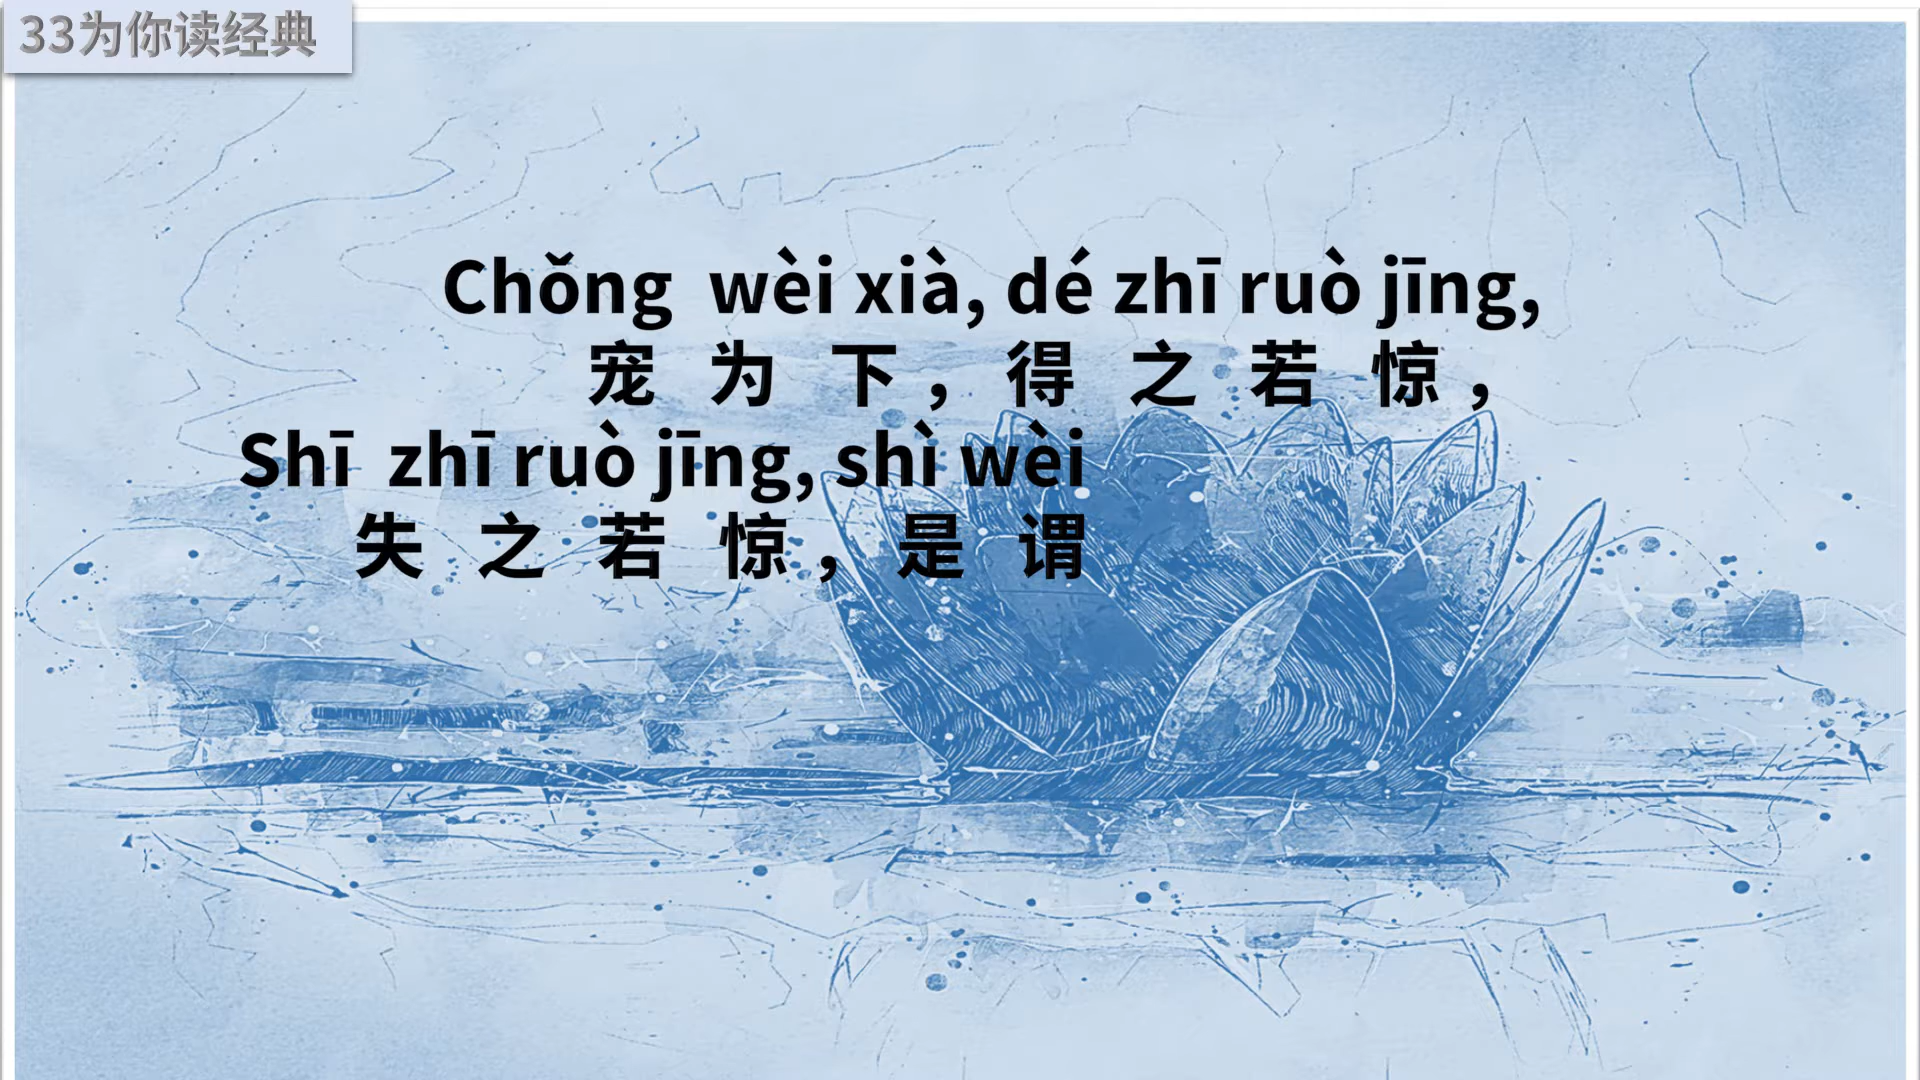 33为你读经典
Chǒng wèi xià, dé zhī ruò jīng,
宠 为 下， 得 之 若 惊，
Shī zhī ruò jīng, shì wèi
失 之 若 惊， 是 谓